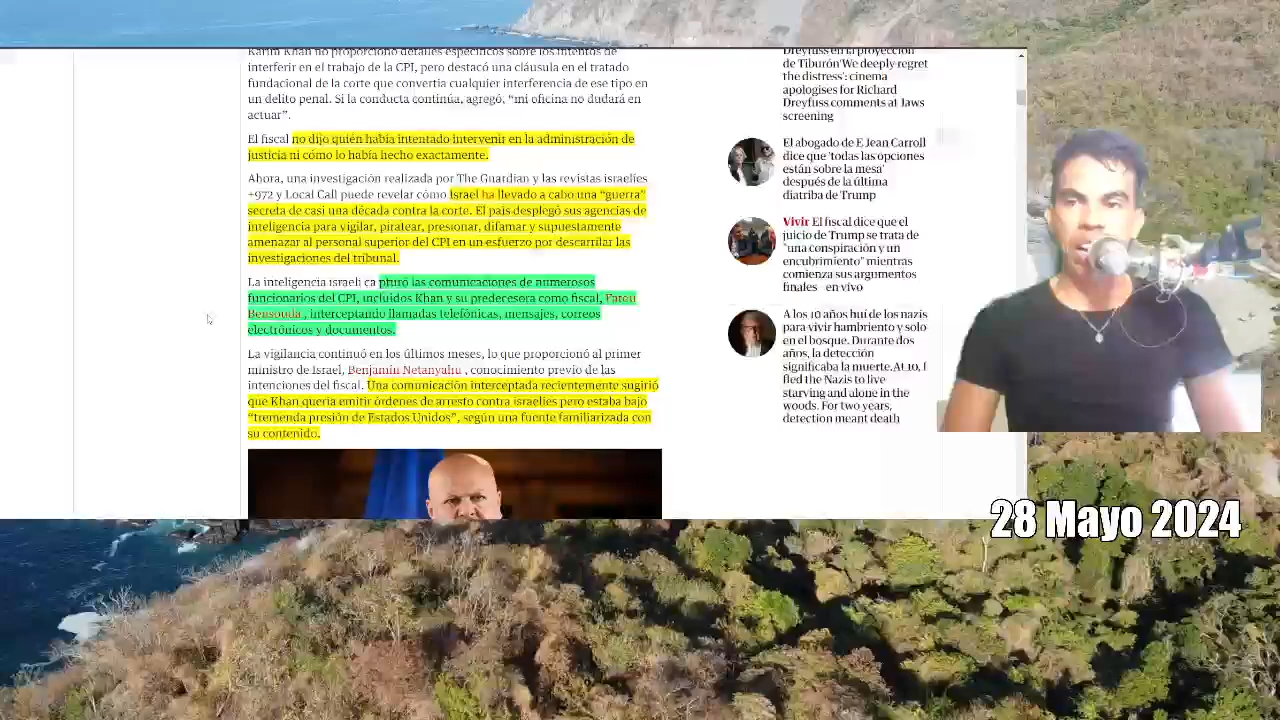 Karim Khan no proporcionó detalles específicos sobre los intentos de
interferir en el trabajo de la CPI, pero destacó una cláusula en el tratado
fundacional de la corte que convertía cualquier interferencia de ese tipo en
un delito penal. Si la conducta continúa, agregó, “mi oficina no dudará en
actuar”.
El fiscal no dijo quién había intentado intervenir en la administración de
justicia ni cómo lo había hecho exactamente.
Ahora, una investigación realizada por The Guardian y las revistas israelíes
+972 y Local Call puede revelar cómo Israel ha llevado a cabo una “guerra”
secreta de casi una década contra la corte. El país desplegó sus agencias de
inteligencia para vigilar, piratear, presionar, difamar y supuestamente
amenazar al personal superior del CPI en un esfuerzo por descarrilar las
investigaciones del tribunal.
La inteligencia israelí ca pturó las comunicaciones de numerosos
funcionarios del CPI, incluidos Khan y su predecesora como fiscal, Fatou
Bensouda , interceptando llamadas telefónicas, mensajes, correos
electrónicos y documentos.
La vigilancia continuó en los últimos meses, lo que proporcionó al primer
ministro de Israel, Benjamín Netanyahu , conocimiento previo de las
intenciones del fiscal. Una comunicación interceptada recientemente sugirió
que Khan quería emitir órdenes de arresto contra israelíes pero estaba bajo
“tremenda presión de Estados Unidos”, según una fuente familiarizada con
su contenido.
Dreyfuss en la proyección
de Tiburón'We deeply regret
the distress': cinema
apologises for Richard
Dreyfuss comments at Jaws
screening
El abogado de E Jean Carroll
dice que 'todas las opciones
están sobre la mesa'
después de la última
diatriba de Trump
Vivir El fiscal dice que el
juicio de Trump se trata de
"una conspiración y un
encubrimiento" mientras
comienza sus argumentos
finales – en vivo
A los 10 años huí de los nazis
para vivir hambriento y solo
en el bosque. Durante dos
años, la detección
significaba la muerte.At 10, I
fled the Nazis to live
starving and alone in the
woods. For two years,
detection meant death
28 Mayo 2024